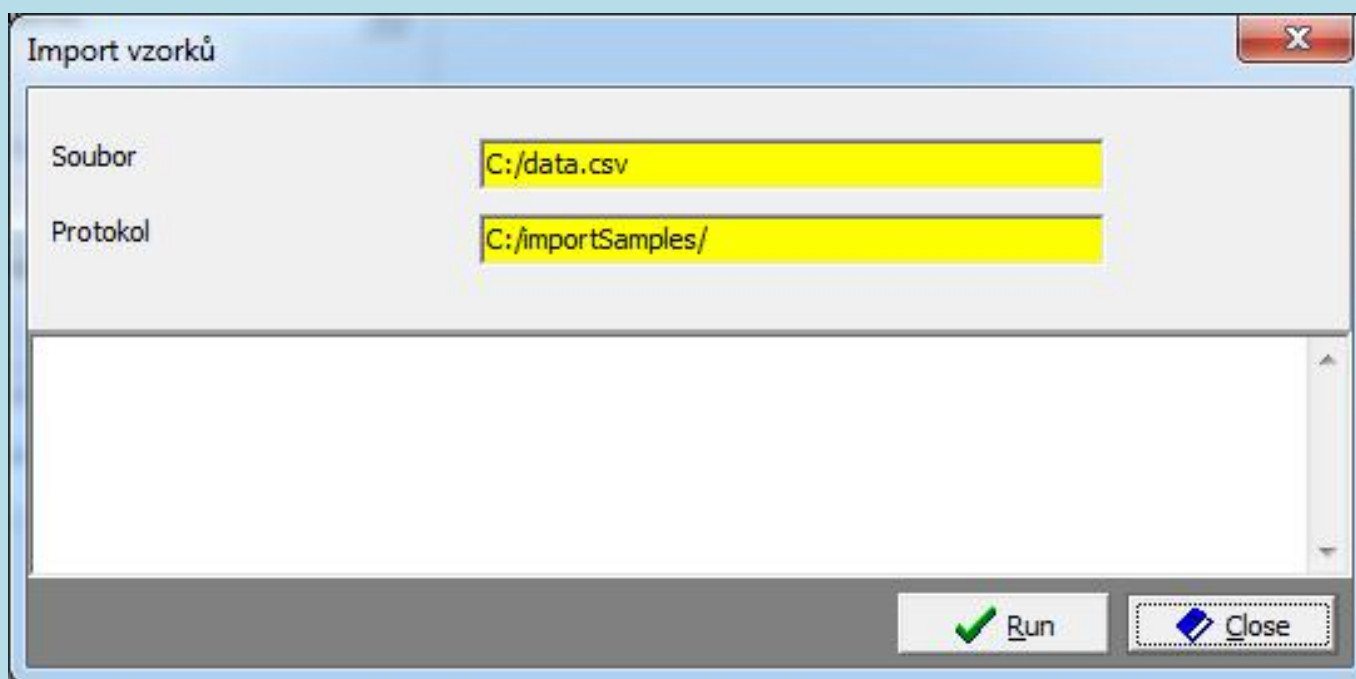 Import vzorků
Soubor
C:/data.csv
Protokol
C:/importSamples/
Run
Close